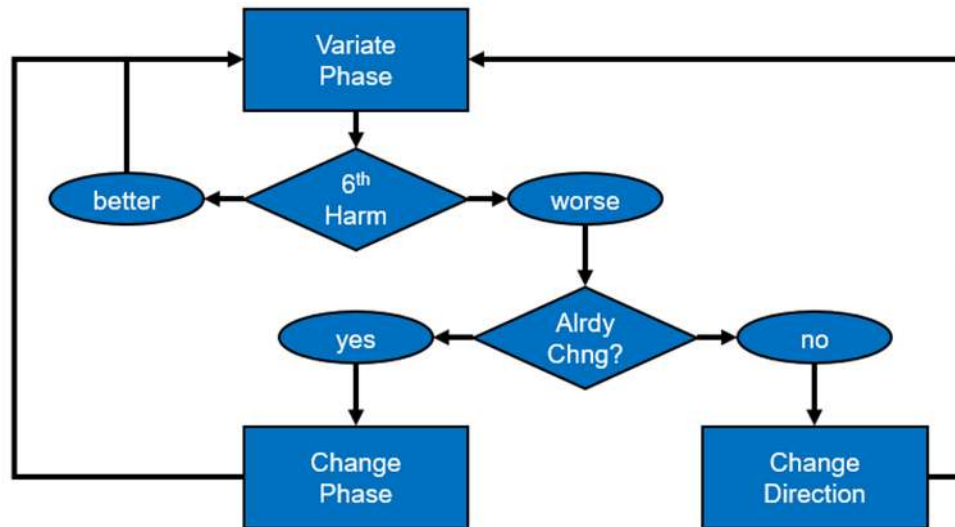 Variate
Phase
better
6th
Harm
worse
yes
Alrdy
Chng?
no
Change
Phase
Change
Direction